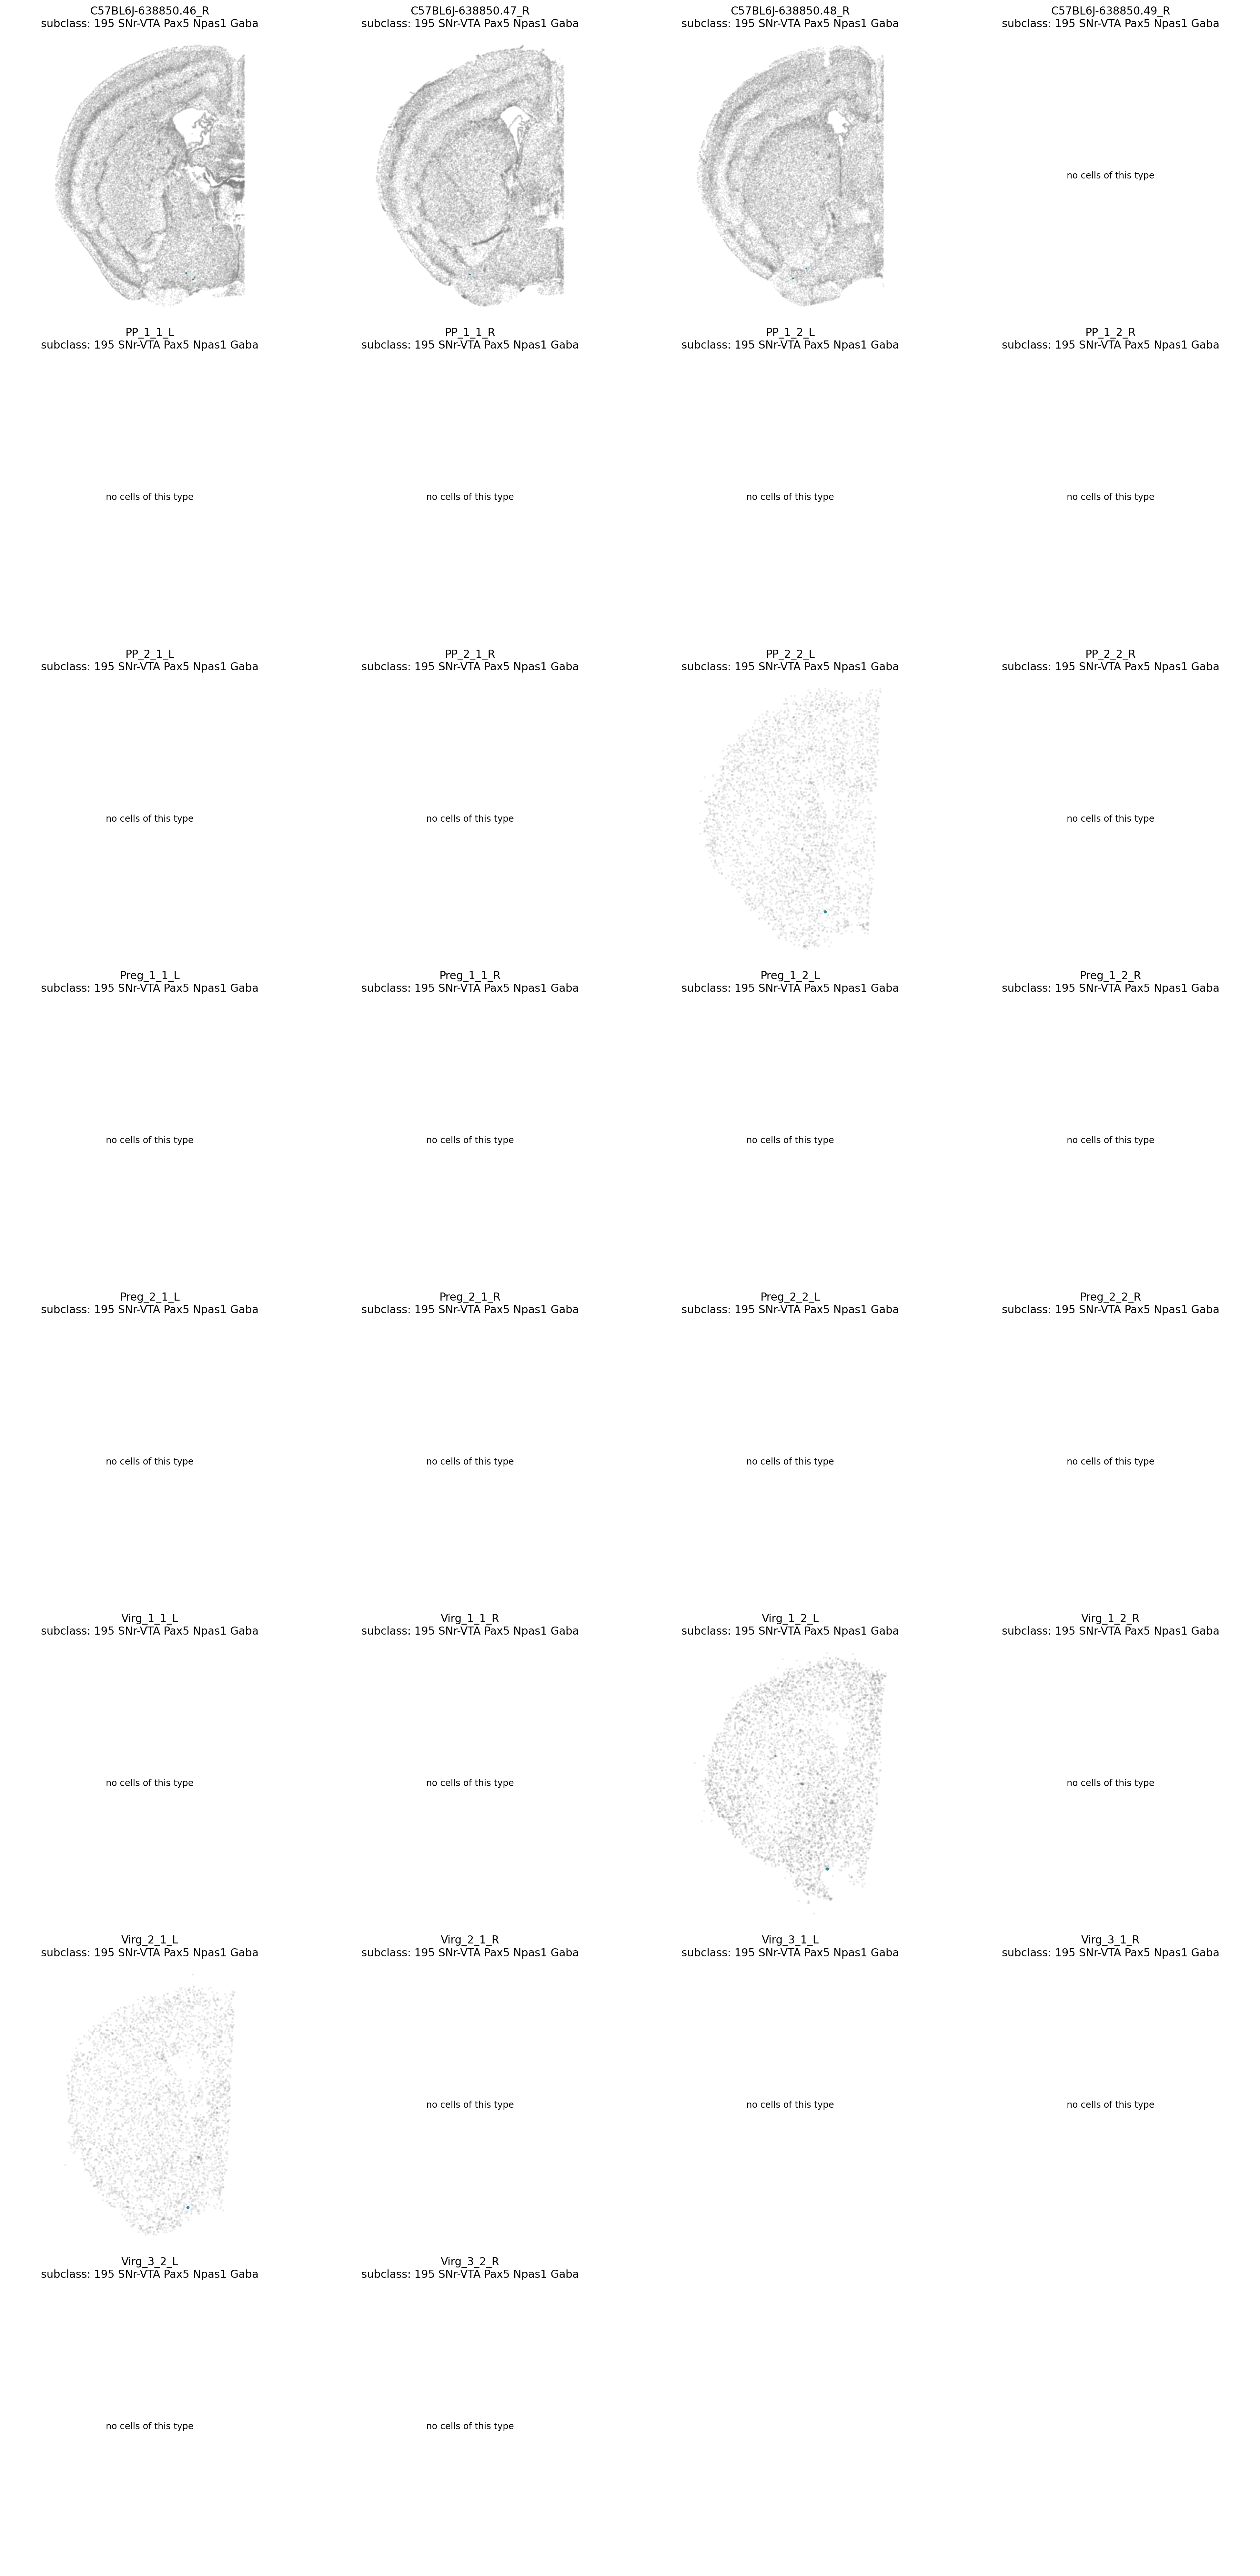 C57BL6J-638850.46_R
subclass: 195 SNr-VTA Pax5 Npas1 Gaba
C57BL6J-638850.47_R
subclass: 195 SNr-VTA Pax5 Npas1 Gaba
C57BL6J-638850.48_R
subclass: 195 SNr-VTA Pax5 Npas1 Gaba
C57BL6J-638850.49_R
subclass: 195 SNr-VTA Pax5 Npas1 Gaba
no cells of this type
PP_1_1_L
subclass: 195 SNr-VTA Pax5 Npas1 Gaba
no cells of this type
PP_1_1_R
subclass: 195 SNr-VTA Pax5 Npas1 Gaba
no cells of this type
PP_1_2_L
subclass: 195 SNr-VTA Pax5 Npas1 Gaba
no cells of this type
PP_1_2_R
subclass: 195 SNr-VTA Pax5 Npas1 Gaba
no cells of this type
PP_2_1_L
subclass: 195 SNr-VTA Pax5 Npas1 Gaba
no cells of this type
PP_2_1_R
subclass: 195 SNr-VTA Pax5 Npas1 Gaba
no cells of this type
PP_2_2_L
subclass: 195 SNr-VTA Pax5 Npas1 Gaba
PP_2_2_R
subclass: 195 SNr-VTA Pax5 Npas1 Gaba
no cells of this type
Preg_1_1_L
subclass: 195 SNr-VTA Pax5 Npas1 Gaba
no cells of this type
Preg_1_1_R
subclass: 195 SNr-VTA Pax5 Npas1 Gaba
no cells of this type
Preg_1_2_L
subclass: 195 SNr-VTA Pax5 Npas1 Gaba
no cells of this type
Preg_1_2_R
subclass: 195 SNr-VTA Pax5 Npas1 Gaba
no cells of this type
Preg_2_1_L
subclass: 195 SNr-VTA Pax5 Npas1 Gaba
no cells of this type
Preg_2_1_R
subclass: 195 SNr-VTA Pax5 Npas1 Gaba
no cells of this type
Preg_2_2_L
subclass: 195 SNr-VTA Pax5 Npas1 Gaba
no cells of this type
Preg_2_2_R
subclass: 195 SNr-VTA Pax5 Npas1 Gaba
no cells of this type
Virg_1_1_L
subclass: 195 SNr-VTA Pax5 Npas1 Gaba
no cells of this type
Virg_1_1_R
subclass: 195 SNr-VTA Pax5 Npas1 Gaba
no cells of this type
Virg_1_2_L
subclass: 195 SNr-VTA Pax5 Npas1 Gaba
Virg_1_2_R
subclass: 195 SNr-VTA Pax5 Npas1 Gaba
no cells of this type
Virg_2_1_L
subclass: 195 SNr-VTA Pax5 Npas1 Gaba
Virg_2_1_R
subclass: 195 SNr-VTA Pax5 Npas1 Gaba
no cells of this type
Virg_3_1_L
subclass: 195 SNr-VTA Pax5 Npas1 Gaba
no cells of this type
Virg_3_1_R
subclass: 195 SNr-VTA Pax5 Npas1 Gaba
no cells of this type
Virg_3_2_L
subclass: 195 SNr-VTA Pax5 Npas1 Gaba
no cells of this type
Virg_3_2_R
subclass: 195 SNr-VTA Pax5 Npas1 Gaba
no cells of this type